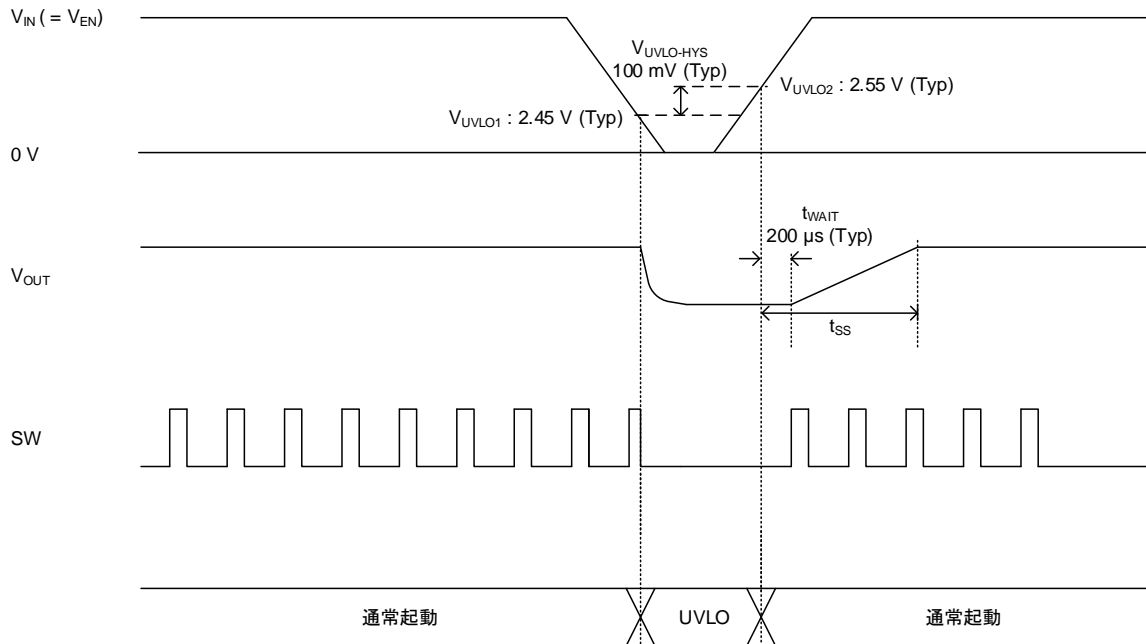 VIN ( = VEN)
VUVLO-HYS
100 mV (Typ)
VUVLO2 : 2.55 V (Typ)
VUVLO1 : 2.45 V (Typ)
0 V
tWAIT
200 µs (Typ)
VOUT
tSS
SW
通常起動
UVLO
通常起動